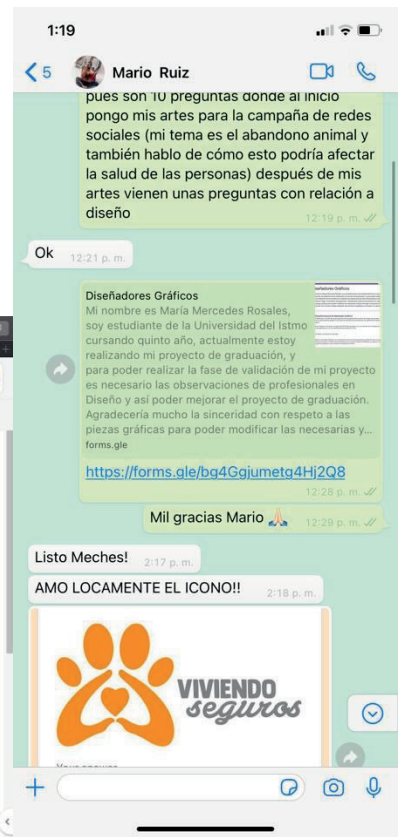 1:19
5
Mario Ruiz
pues son 10 preguntas donde al inicio
pongo mis artes para la campaña de redes
sociales (mi tema es el abandono animal y
también hablo de cómo esto podría afectar
la salud de las personas) después de mis
artes vienen unas preguntas con relación a
diseño
12:19 p. m.
Ok
12:21 p. m.
Diseñadores Gráficos
Mi nombre es María Mercedes Rosales,
soy estudiante de la Universidad del Istmo
cursando quinto año, actualmente estoy
realizando mi proyecto de graduación, y
para poder realizar la fase de validación de mi proyecto
es necesario las observaciones de profesionales en
Diseño y así poder mejorar el proyecto de graduación.
Agradecería mucho la sinceridad con respeto a las
piezas gráficas para poder modificar las necesarias y...
forms.gle
https://forms.gle/bg4Ggjumetg4Hj2Q8
12:28 p. m.
Mil gracias Mario 🙏🏻
12:29 p. m.
Listo Meches!
2:17 p. m.
AMO LOCAMENTE EL ICONO!!
2:18 p. m.
VIVIENDO
seguros